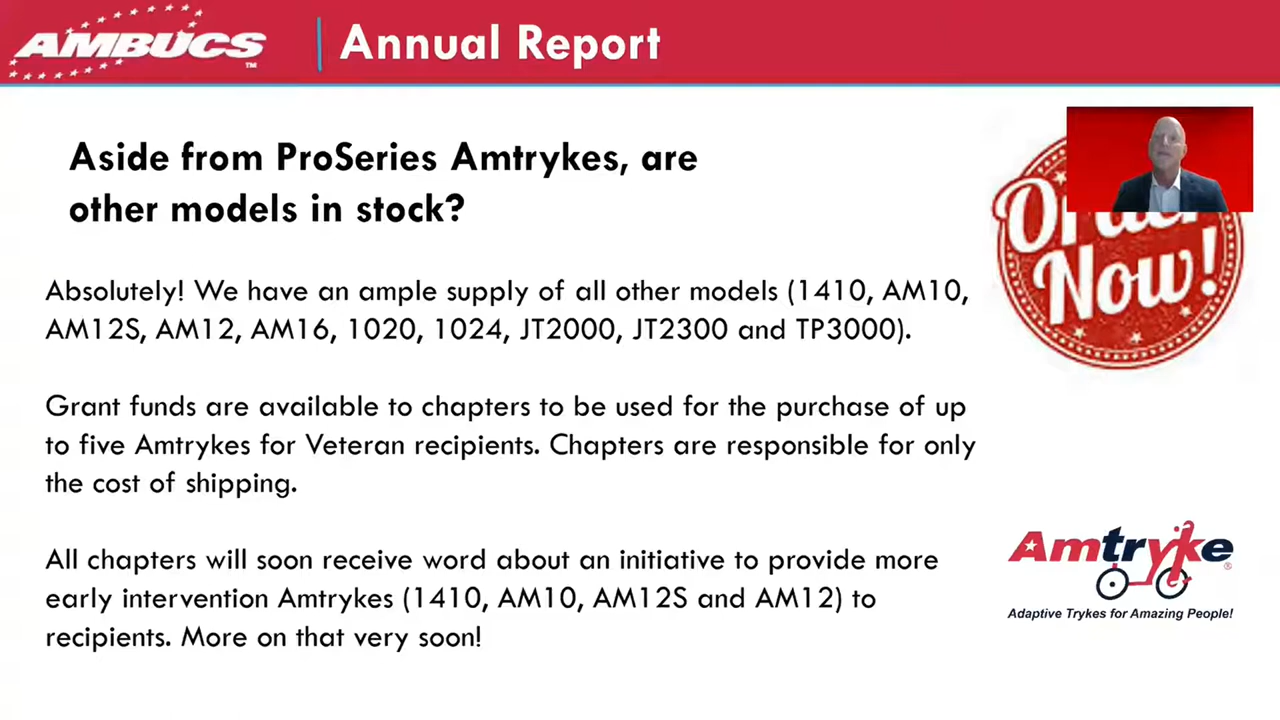 AMBUCS™
Annual Report
Aside from ProSeries Amtrykes, are
other models in stock?
Order
Now!
Absolutely! We have an ample supply of all other models (1410, AM10,
AM12S, AM12, AM16, 1020, 1024, JT2000, JT2300 and TP3000).
Grant funds are available to chapters to be used for the purchase of up
to five Amtrykes for Veteran recipients. Chapters are responsible for only
the cost of shipping.
All chapters will soon receive word about an initiative to provide more
early intervention Amtrykes (1410, AM10, AM12S and AM12) to
recipients. More on that very soon!
Amtryke®
Adaptive Trykes for Amazing People!